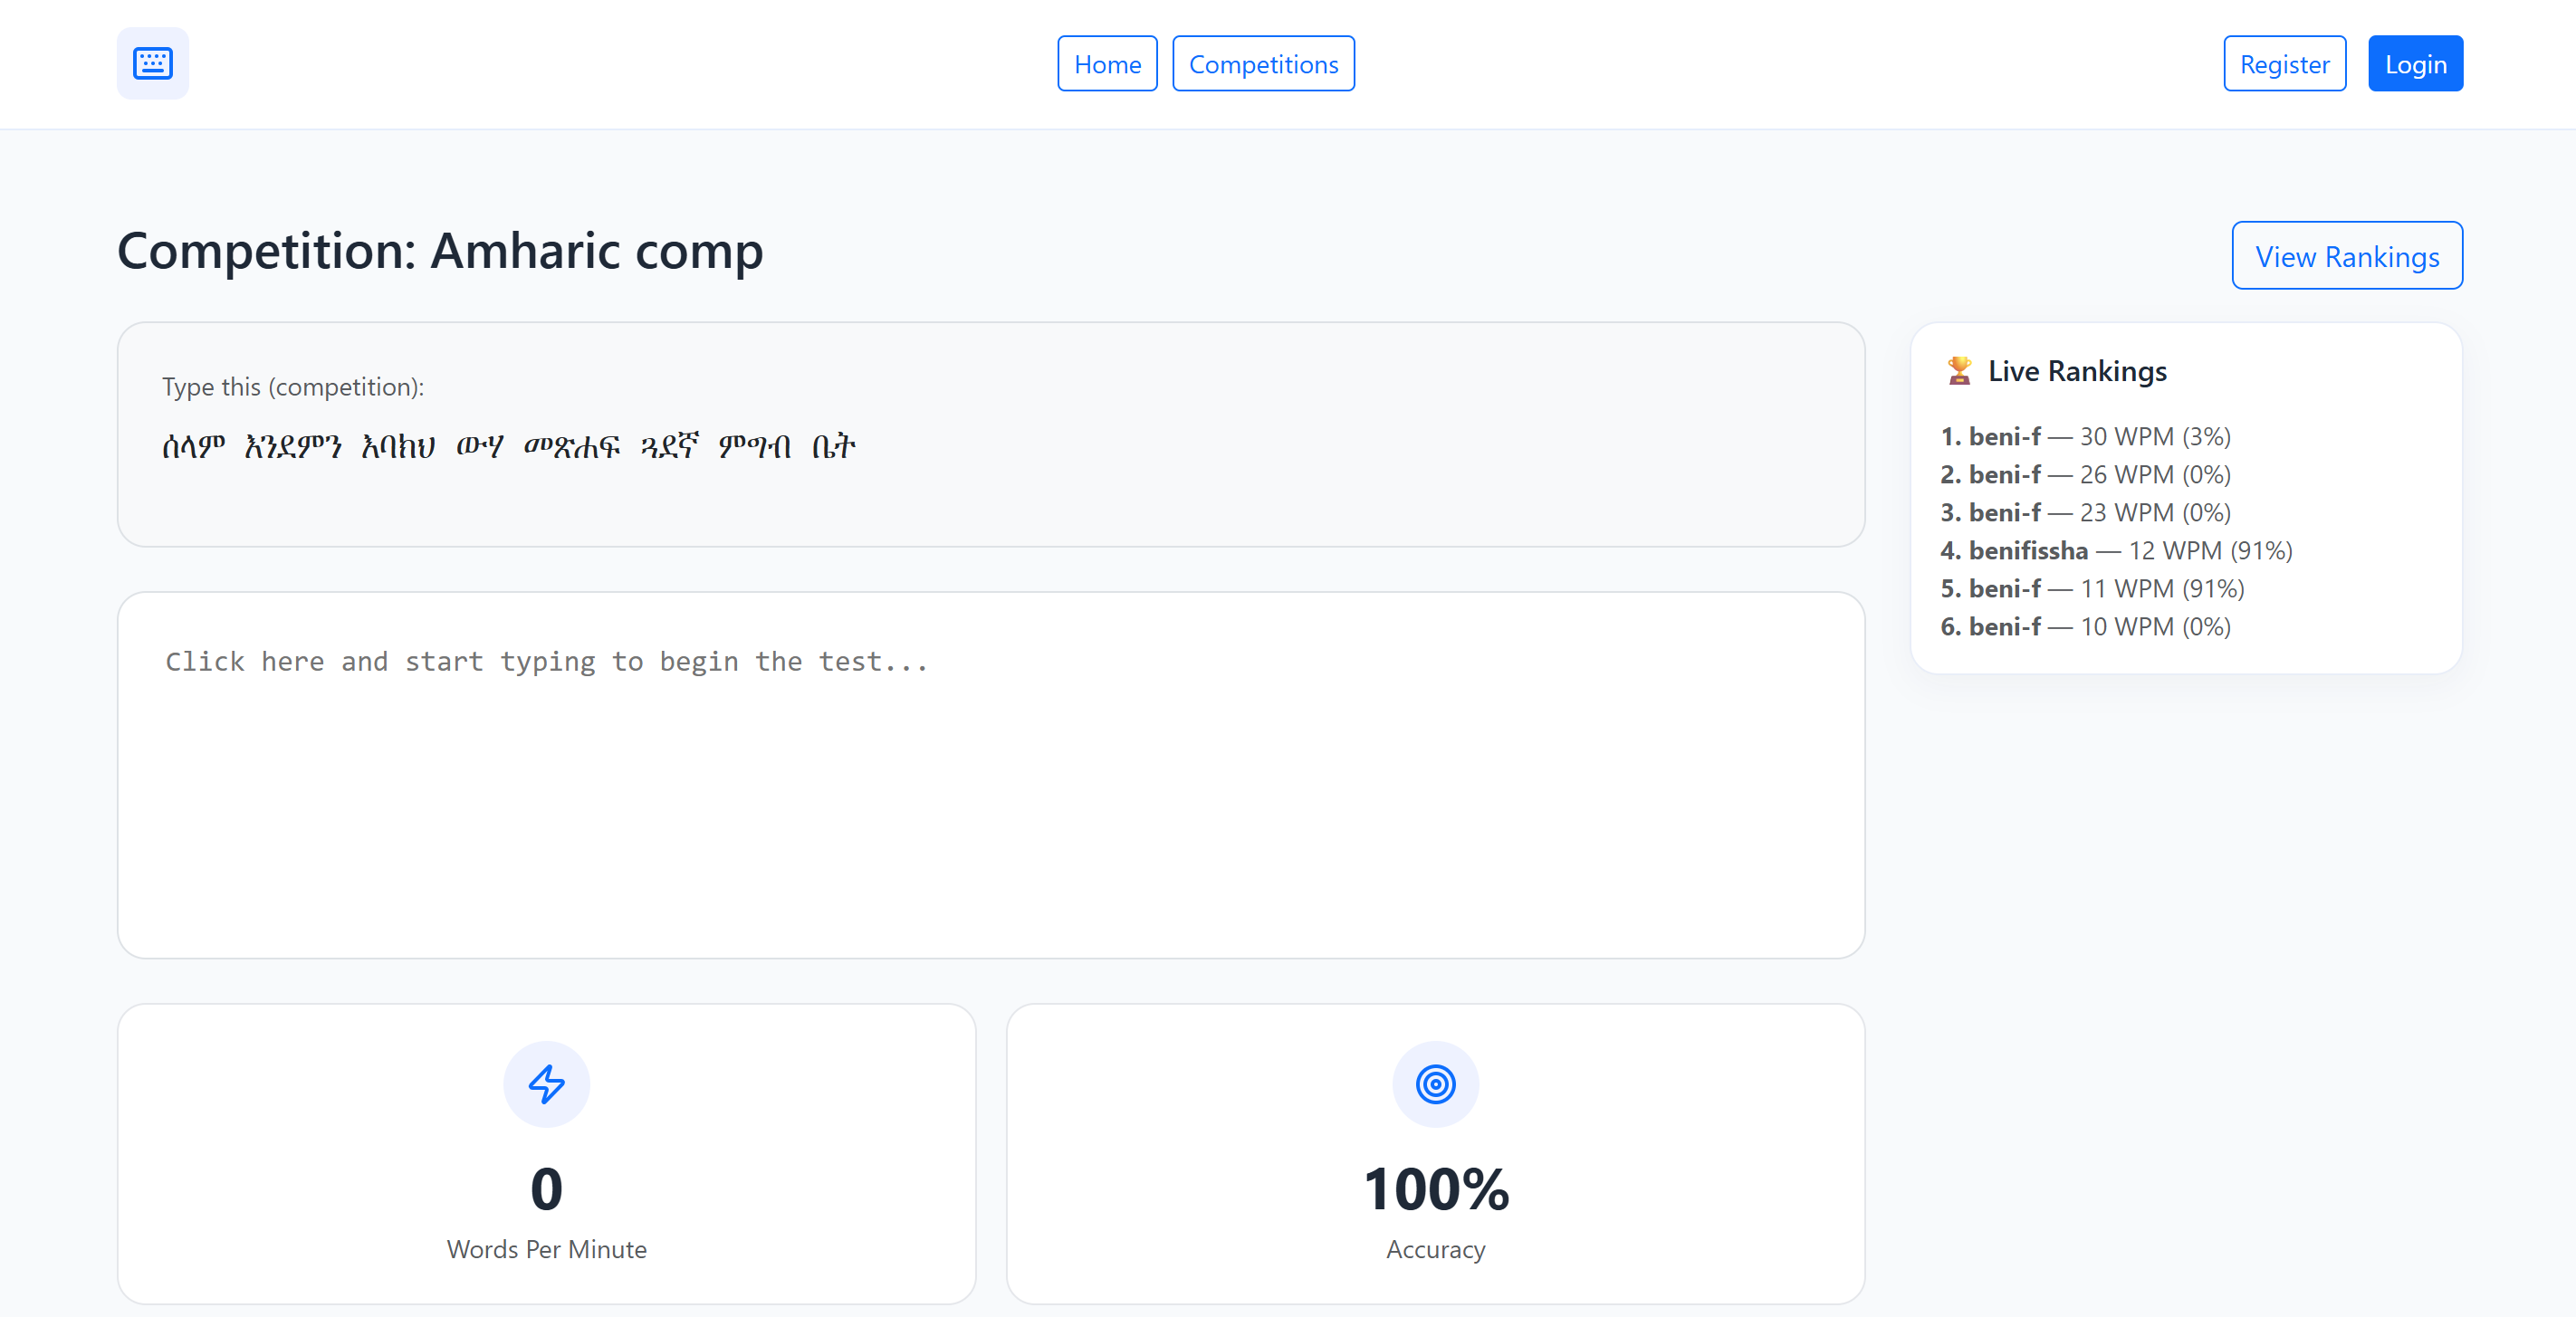 Home
Competitions
Register
Login
Competition: Amharic comp
View Rankings
Type this (competition):
ሰላም እንደምን እባክህ ውሃ መጽሐፍ ጓደኛ ምግብ ቤት
Click here and start typing to begin the test...
0
Words Per Minute
100%
Accuracy
🏆 Live Rankings
1. beni-f — 30 WPM (3%)
2. beni-f — 26 WPM (0%)
3. beni-f — 23 WPM (0%)
4. benifissha — 12 WPM (91%)
5. beni-f — 11 WPM (91%)
6. beni-f — 10 WPM (0%)